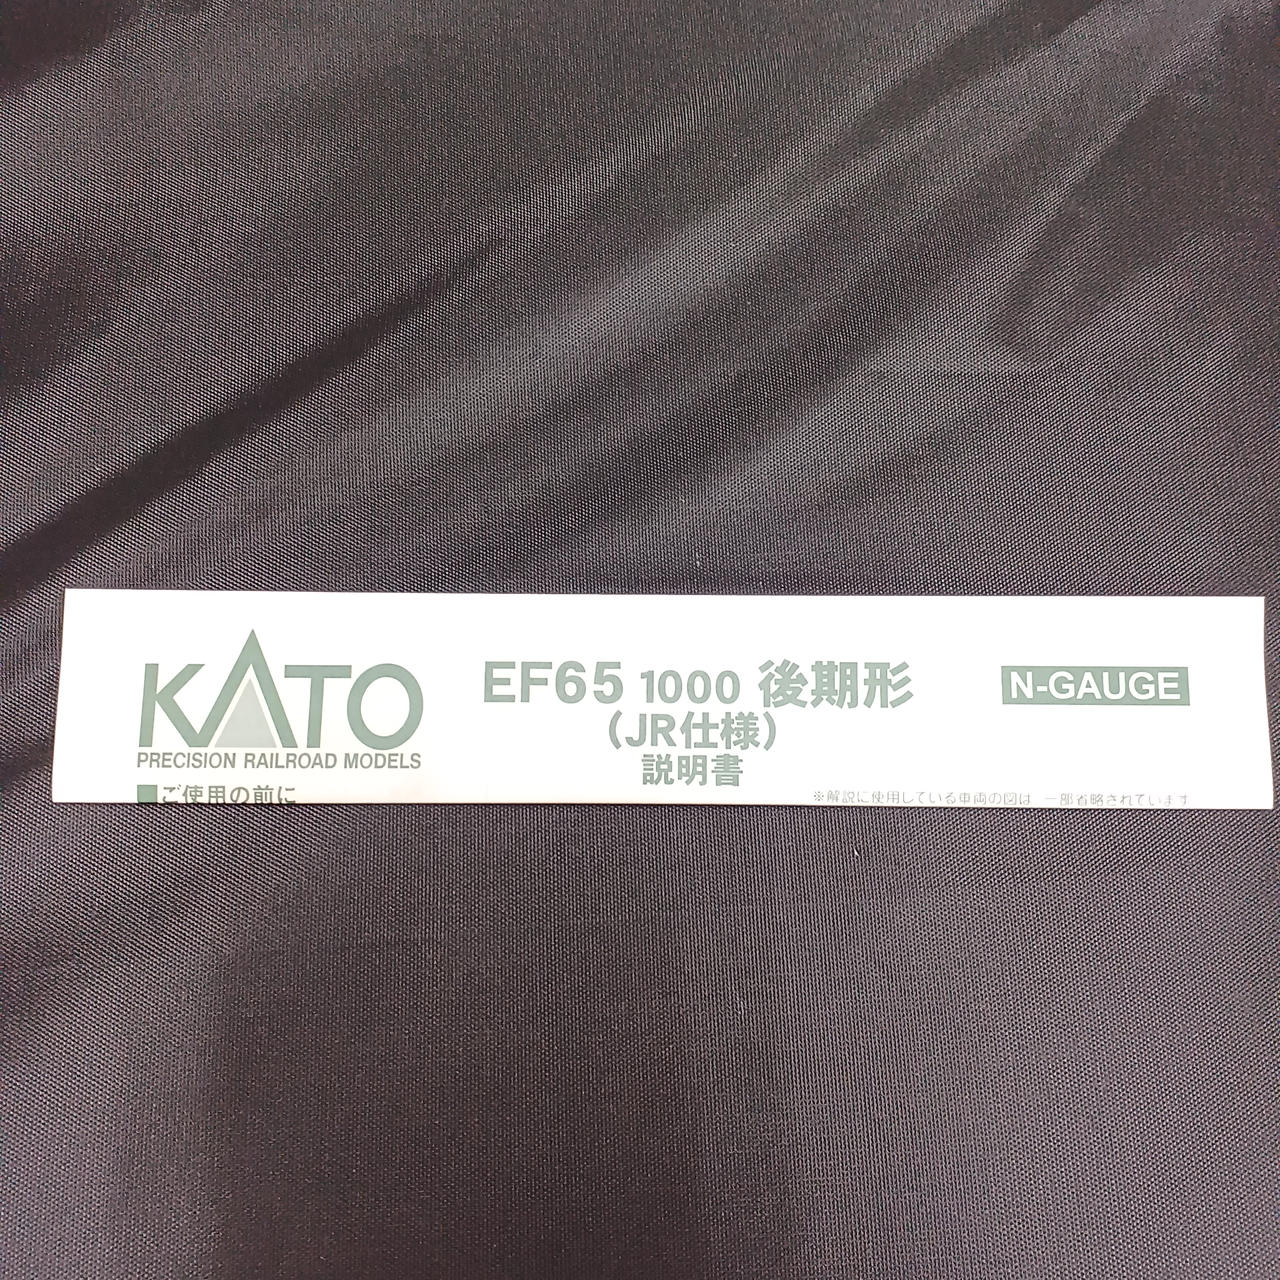 KATO
PRECISION RAILROAD MODELS
EF65 1000 後期形
(JR仕様)
説明書
N-GAUGE
■ご使用の前に
※解説に使用している車両の図は 一部省略されています